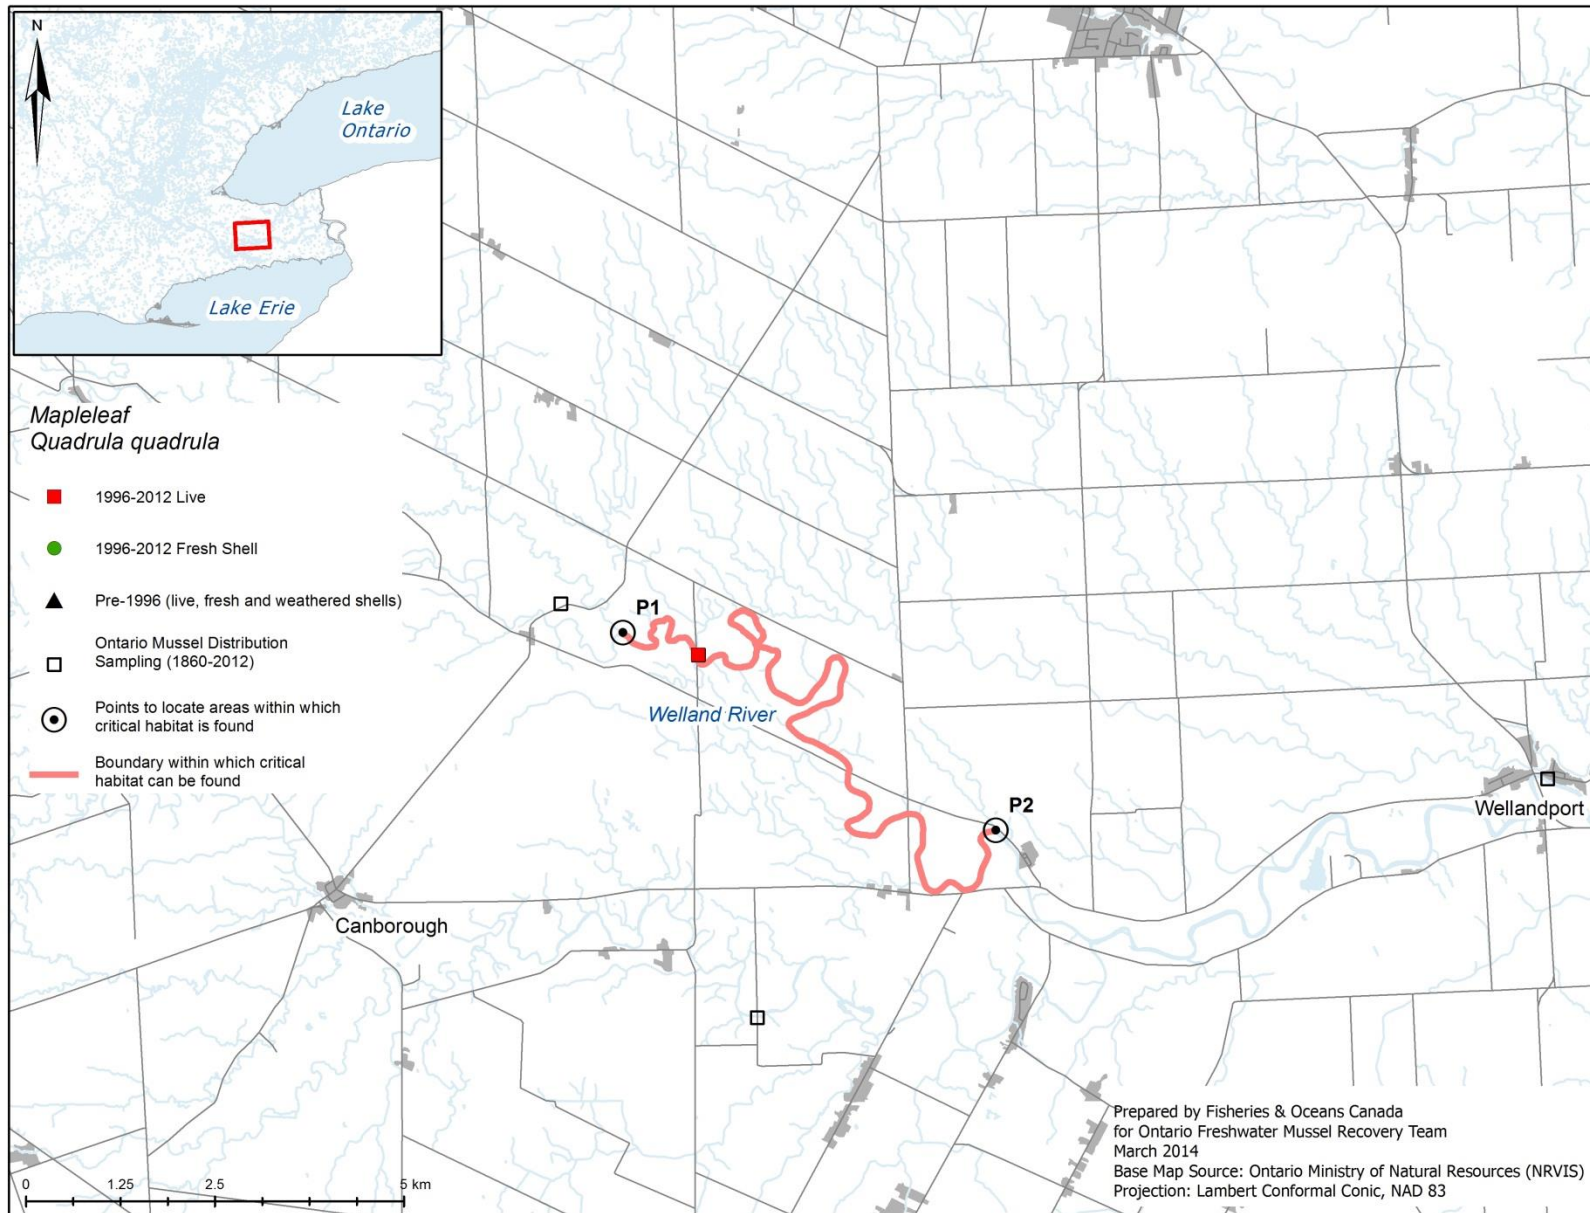 N
Lake
Ontario
Lake Erie
Mapleleaf
Quadrula quadrula
1996-2012 Live
1996-2012 Fresh Shell
Pre-1996 (live, fresh and weathered shells)
Ontario Mussel Distribution
Sampling (1860-2012)
Points to locate areas within which
critical habitat is found
Boundary within which critical
habitat can be found
P1
Welland River
P2
Wellandport
Canborough
0 1.25 2.5 5 km
Prepared by Fisheries & Oceans Canada
for Ontario Freshwater Mussel Recovery Team
March 2014
Base Map Source: Ontario Ministry of Natural Resources (NRVIS)
Projection: Lambert Conformal Conic, NAD 83